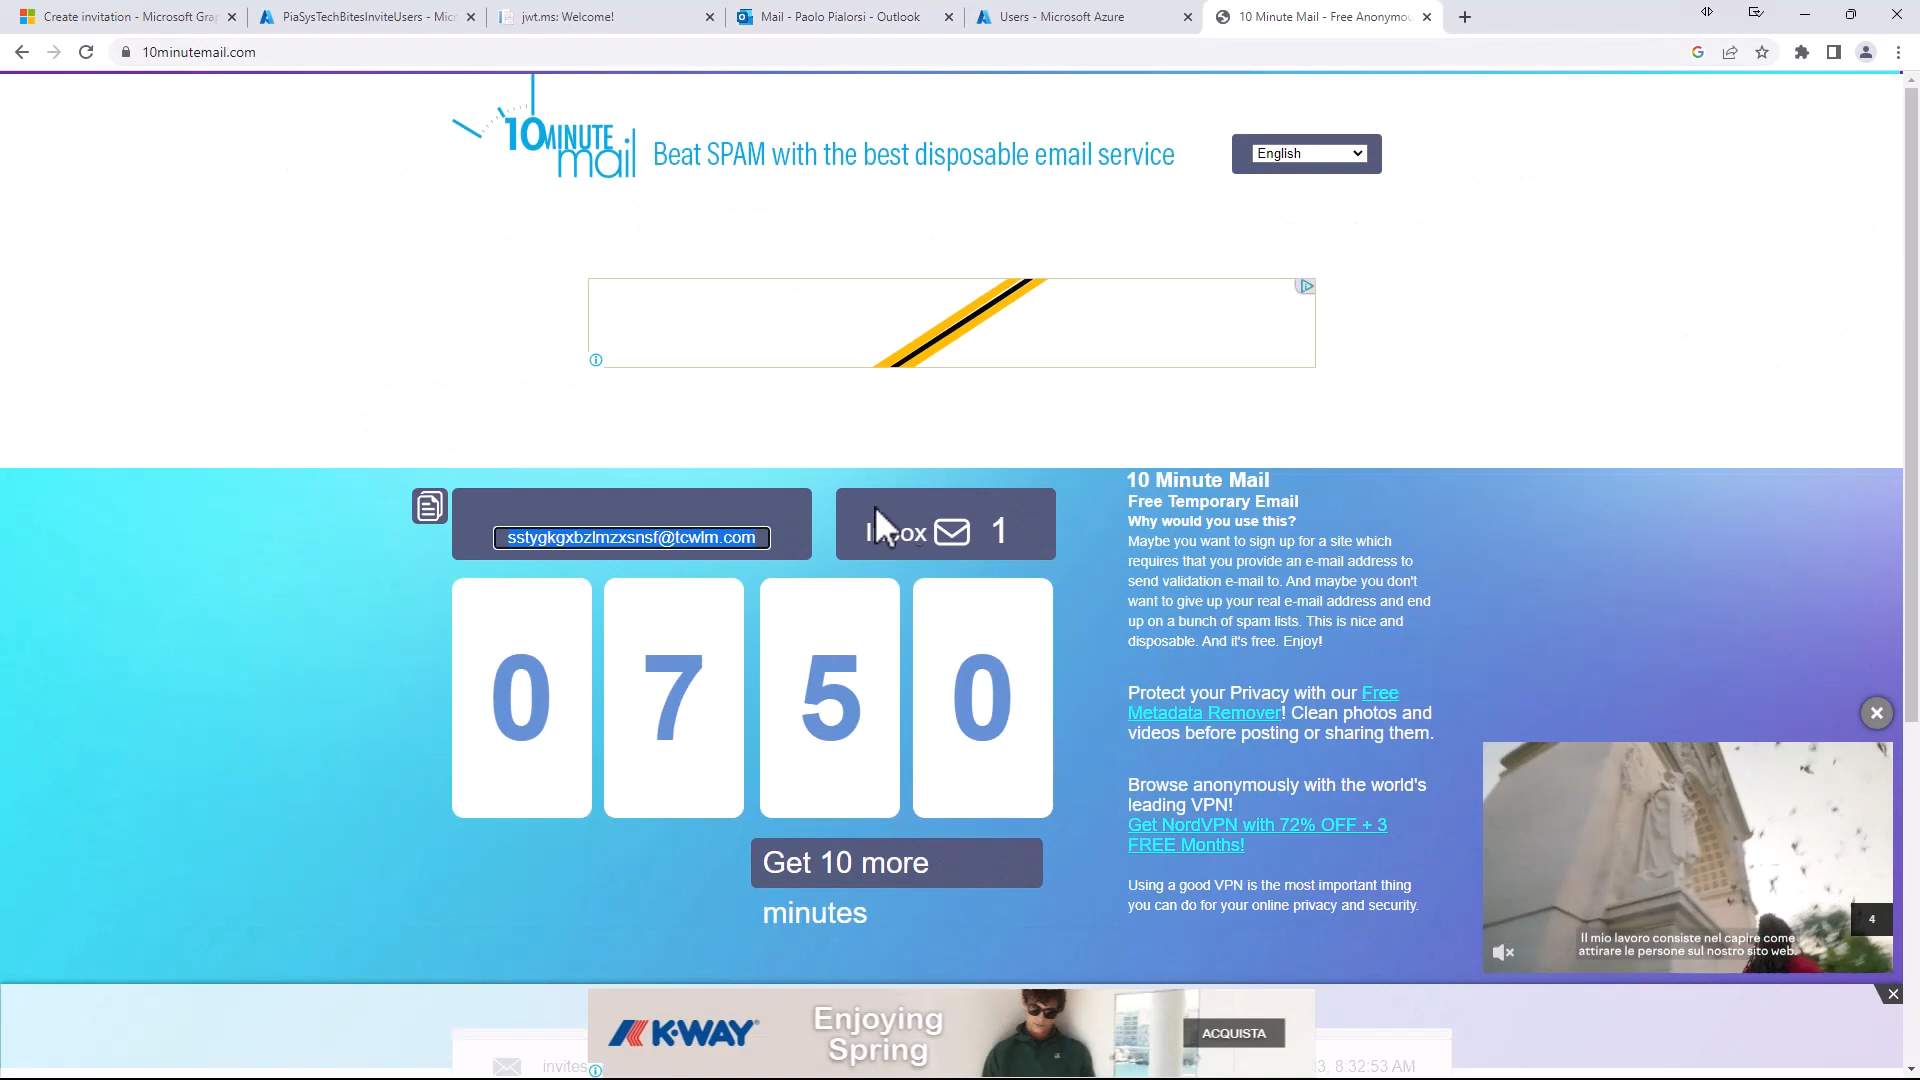 Create invitation - Microsoft Gra
PiaSysTechBitesInviteUsers - Mic
jwt.ms: Welcome!
Mail - Paolo Pialorsi - Outlook
Users - Microsoft Azure
10 Minute Mail - Free Anonymo
10minutemail.com
10MINUTE
mail
Beat SPAM with the best disposable email service
English
sstygkgxbzlmzxsnsf@tcwlm.com
1
0 7 5 0
Get 10 more
minutes
10 Minute Mail
Free Temporary Email
Why would you use this?
Maybe you want to sign up for a site which
requires that you provide an e-mail address to
send validation e-mail to. And maybe you don't
want to give up your real e-mail address and end
up on a bunch of spam lists. This is nice and
disposable. And it's free. Enjoy!
Protect your Privacy with our Free
Metadata Remover! Clean photos and
videos before posting or sharing them.
Browse anonymously with the world's
leading VPN!
Get NordVPN with 72% OFF + 3
FREE Months!
Using a good VPN is the most important thing
you can do for your online privacy and security.
4
Il mio lavoro consiste nel capire come
attirare le persone sul nostro sito web.
K-WAY
Enjoying
Spring
ACQUISTA
invites
3, 8:32:53 AM